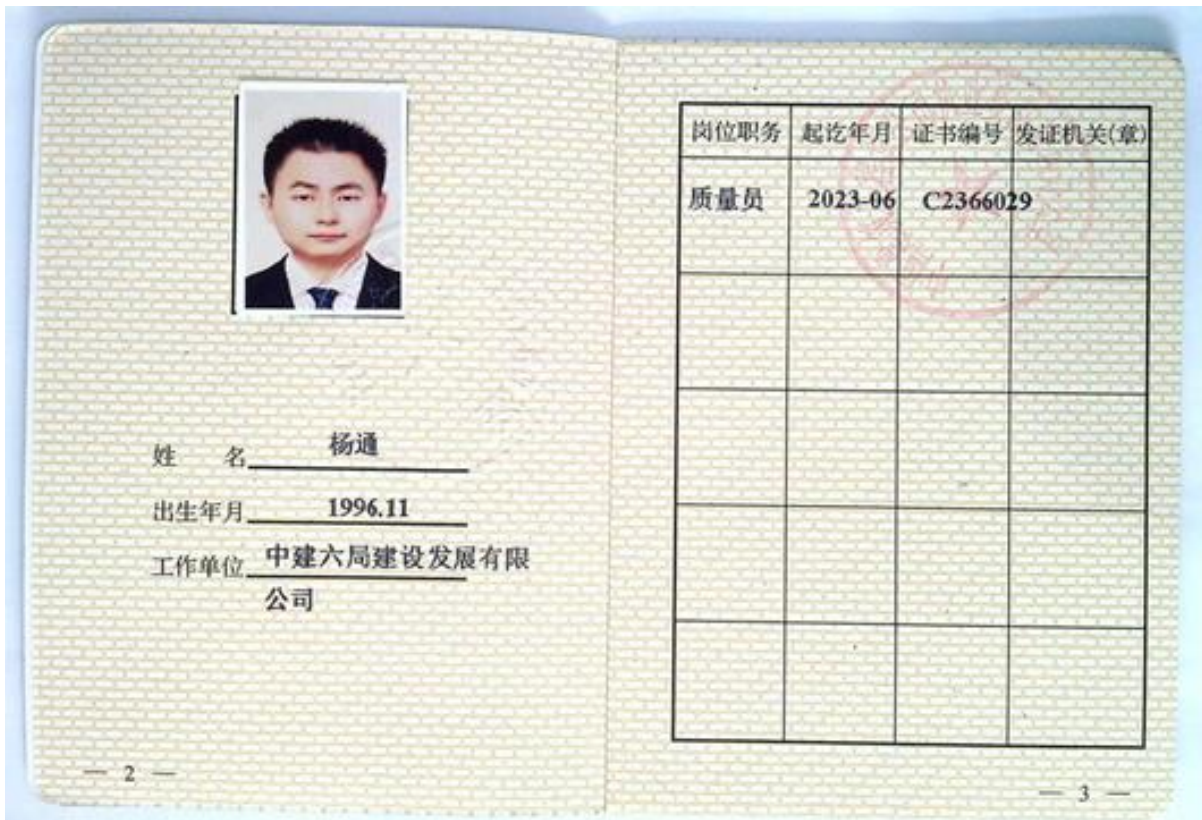 姓 名 杨通
出生年月 1996.11
工作单位 中建六局建设发展有限
公司
— 2 —
岗位职务 起讫年月 证书编号 发证机关(章)
质量员 2023-06 C2366029
— 3 —